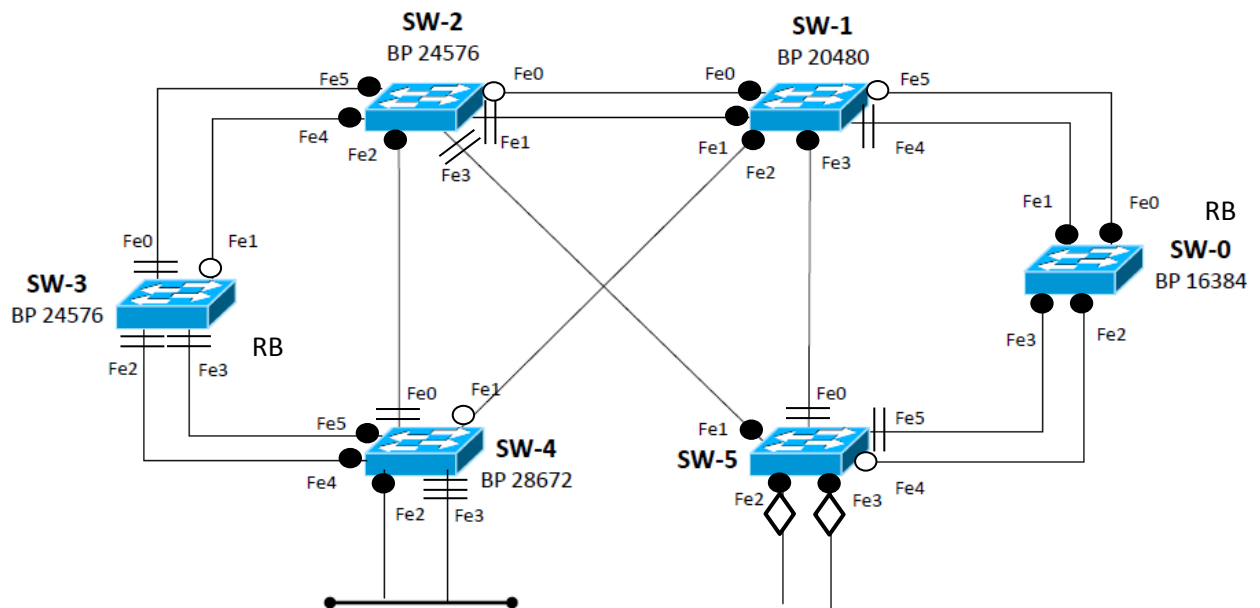 SW-2
BP 24576
SW-1
BP 20480
Fe5
Fe0
Fe0
Fe5
Fe4
Fe2
Fe1
Fe3
Fe1
Fe2
Fe3
Fe4
Fe1
Fe0
RB
SW-0
BP 16384
Fe3
Fe2
Fe0
Fe1
SW-3
BP 24576
Fe2
Fe3
RB
Fe0
Fe1
Fe5
SW-4
BP 28672
Fe4
Fe2
Fe3
Fe0
Fe5
Fe1
SW-5
Fe2
Fe3
Fe4